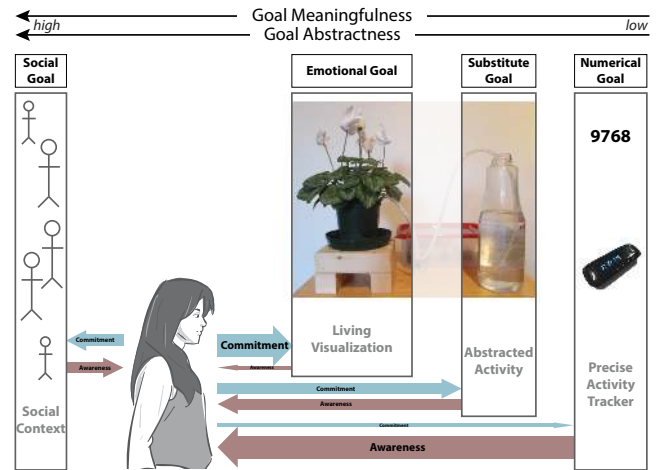 Goal Meaningfulness
high
low
Goal Abstractness
Social
Goal
Emotional Goal
Substitute
Goal
Numerical
Goal
9768
Living
Visualization
Abstracted
Activity
Precise
Activity
Tracker
Social
Context
Commitment
Awareness
Commitment
Awareness
Commitment
Awareness
Commitment
Awareness